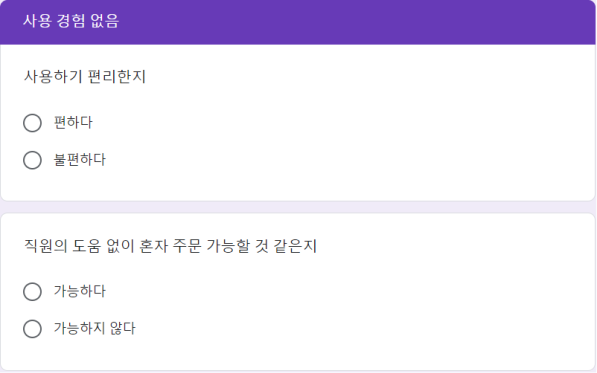 사용 경험 없음
사용하기 편리한지
편하다
불편하다
직원의 도움 없이 혼자 주문 가능할 것 같은지
가능하다
가능하지 않다